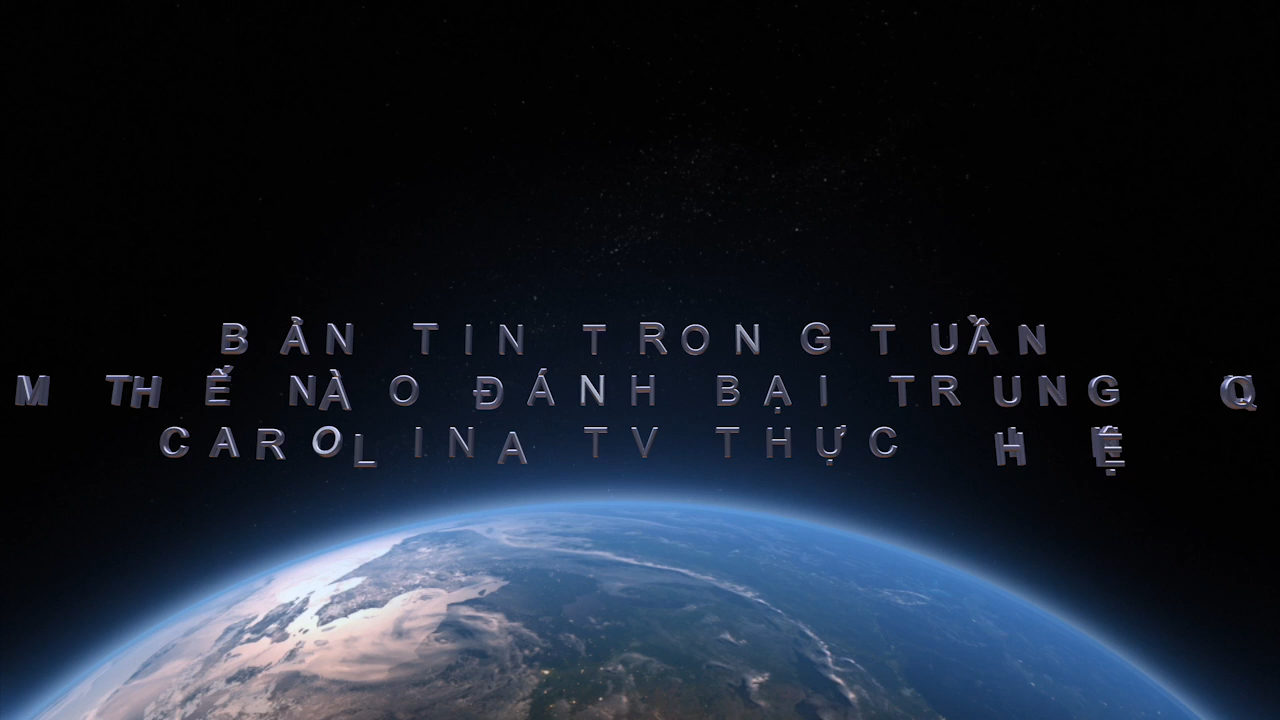 BẢN TIN TRONG TUẦN
M THẾ NÀO ĐÁNH BẠI TRUNG Q
CAROLINA TV THỰC H Ệ